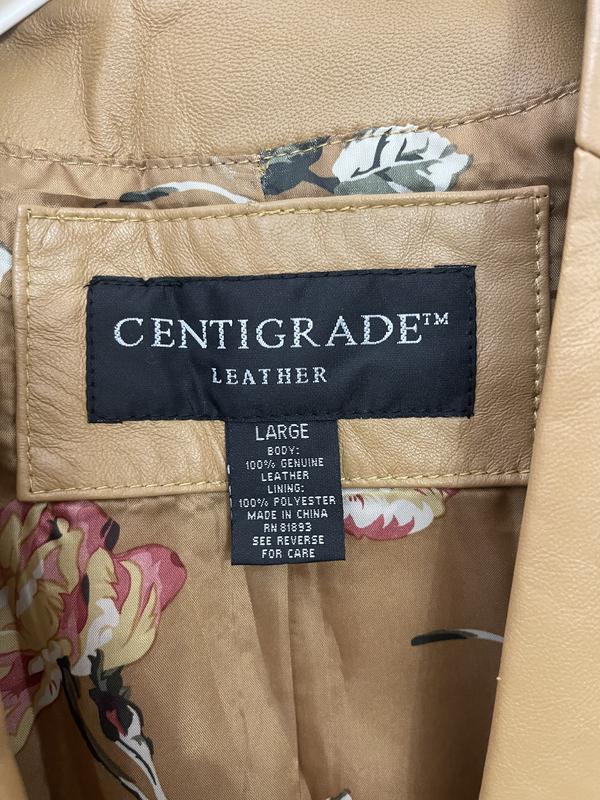 CENTIGRADE™
LEATHER
LARGE
BODY:
100% GENUINE
LEATHER
LINING:
100% POLYESTER
MADE IN CHINA
RN 81893
SEE REVERSE
FOR CARE